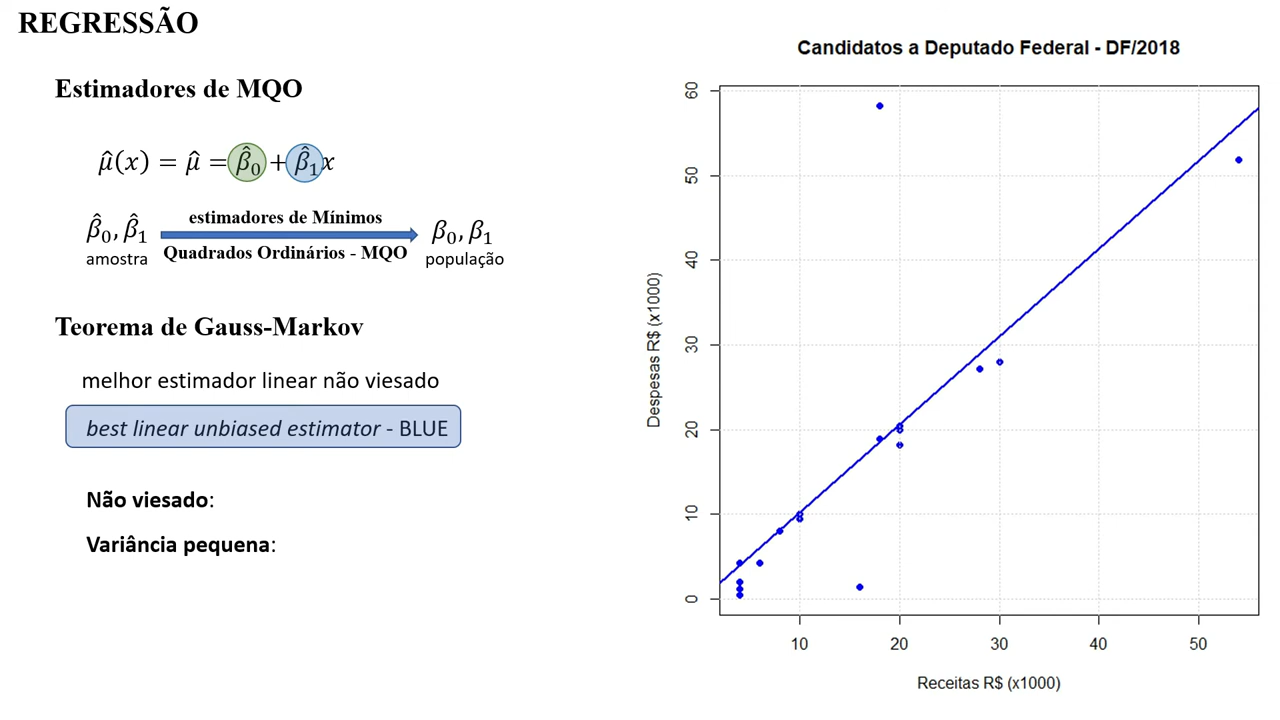 REGRESSÃO
Estimadores de MQO
μ̂(x) = μ̂ = β̂₀ + β̂₁x
β̂₀, β̂₁
amostra
estimadores de Mínimos
Quadrados Ordinários - MQO
β₀, β₁
população
Teorema de Gauss-Markov
melhor estimador linear não viesado
best linear unbiased estimator - BLUE
Não viesado:
Variância pequena:
Candidatos a Deputado Federal - DF/2018
Despesas R$ (x1000)
60
50
40
30
20
10
0
10 20 30 40 50
Receitas R$ (x1000)